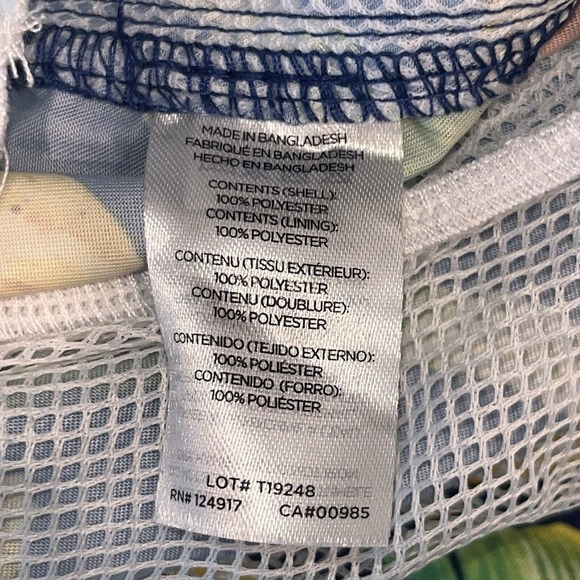 MADE IN BANGLADESH
FABRIQUÉ EN BANGLADESH
HECHO EN BANGLADESH
CONTENTS (SHELL):
100% POLYESTER
CONTENTS (LINING):
100% POLYESTER
CONTENU (TISSU EXTÉRIEUR):
100% POLYESTER
CONTENU (DOUBLURE):
100% POLYESTER
CONTENIDO (TEJIDO EXTERNO):
100% POLIÉSTER
CONTENIDO (FORRO):
100% POLIÉSTER
LOT# T19248
RN# 124917 CA#00985